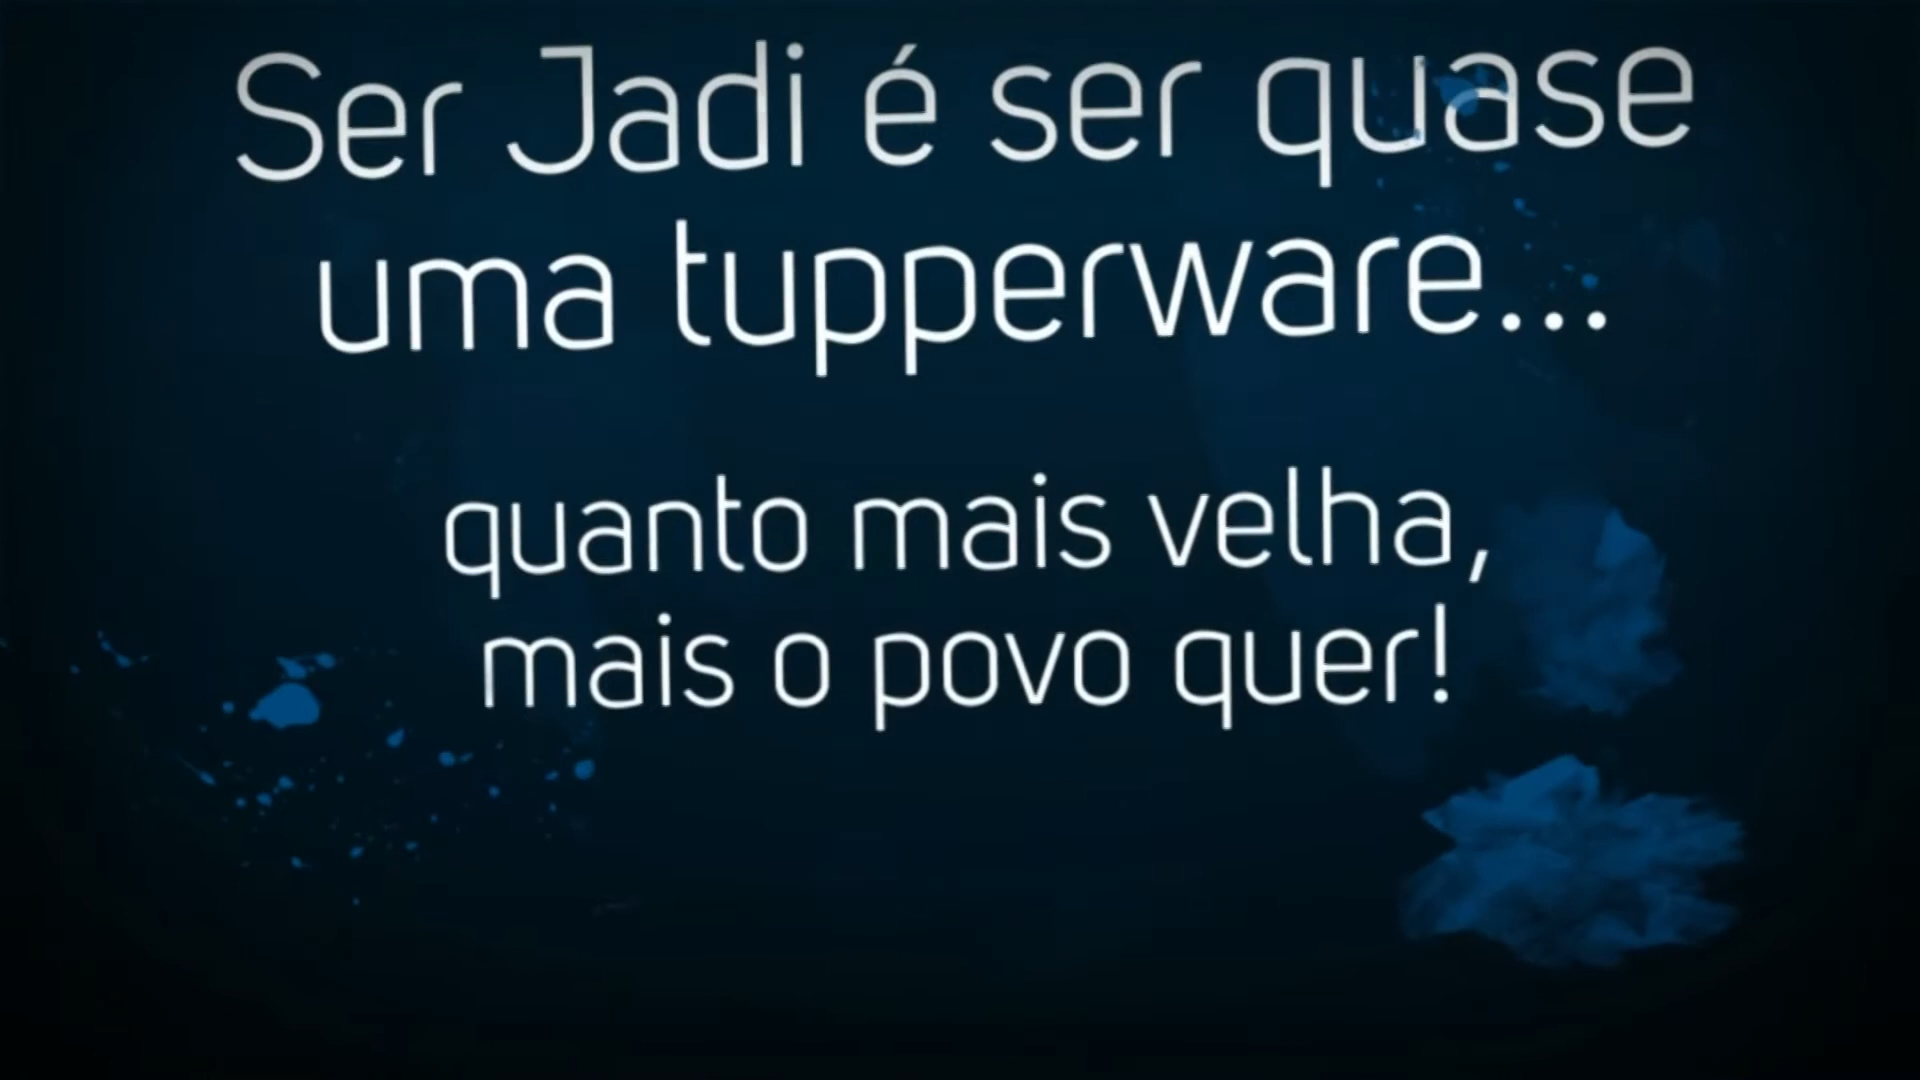 Ser Jadi é ser quase
uma tupperware...
quanto mais velha,
mais o povo quer!